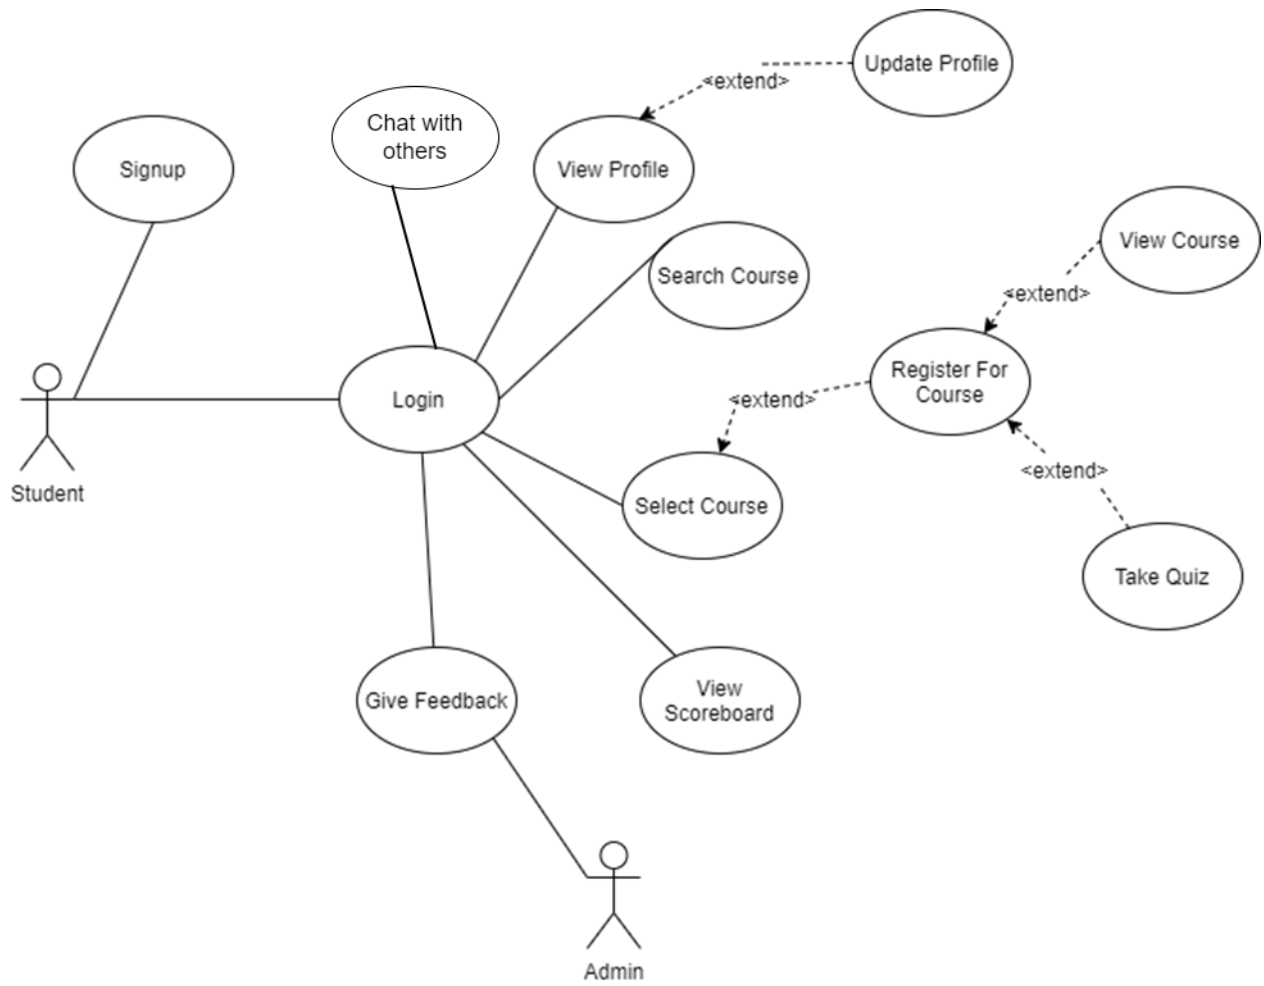 Update Profile
<extend>
Chat with
others
Signup
View Profile
View Course
Search Course
<extend>
Register For
Course
Login
<extend>
<extend>
Student
Select Course
Take Quiz
View
Scoreboard
Give Feedback
Admin